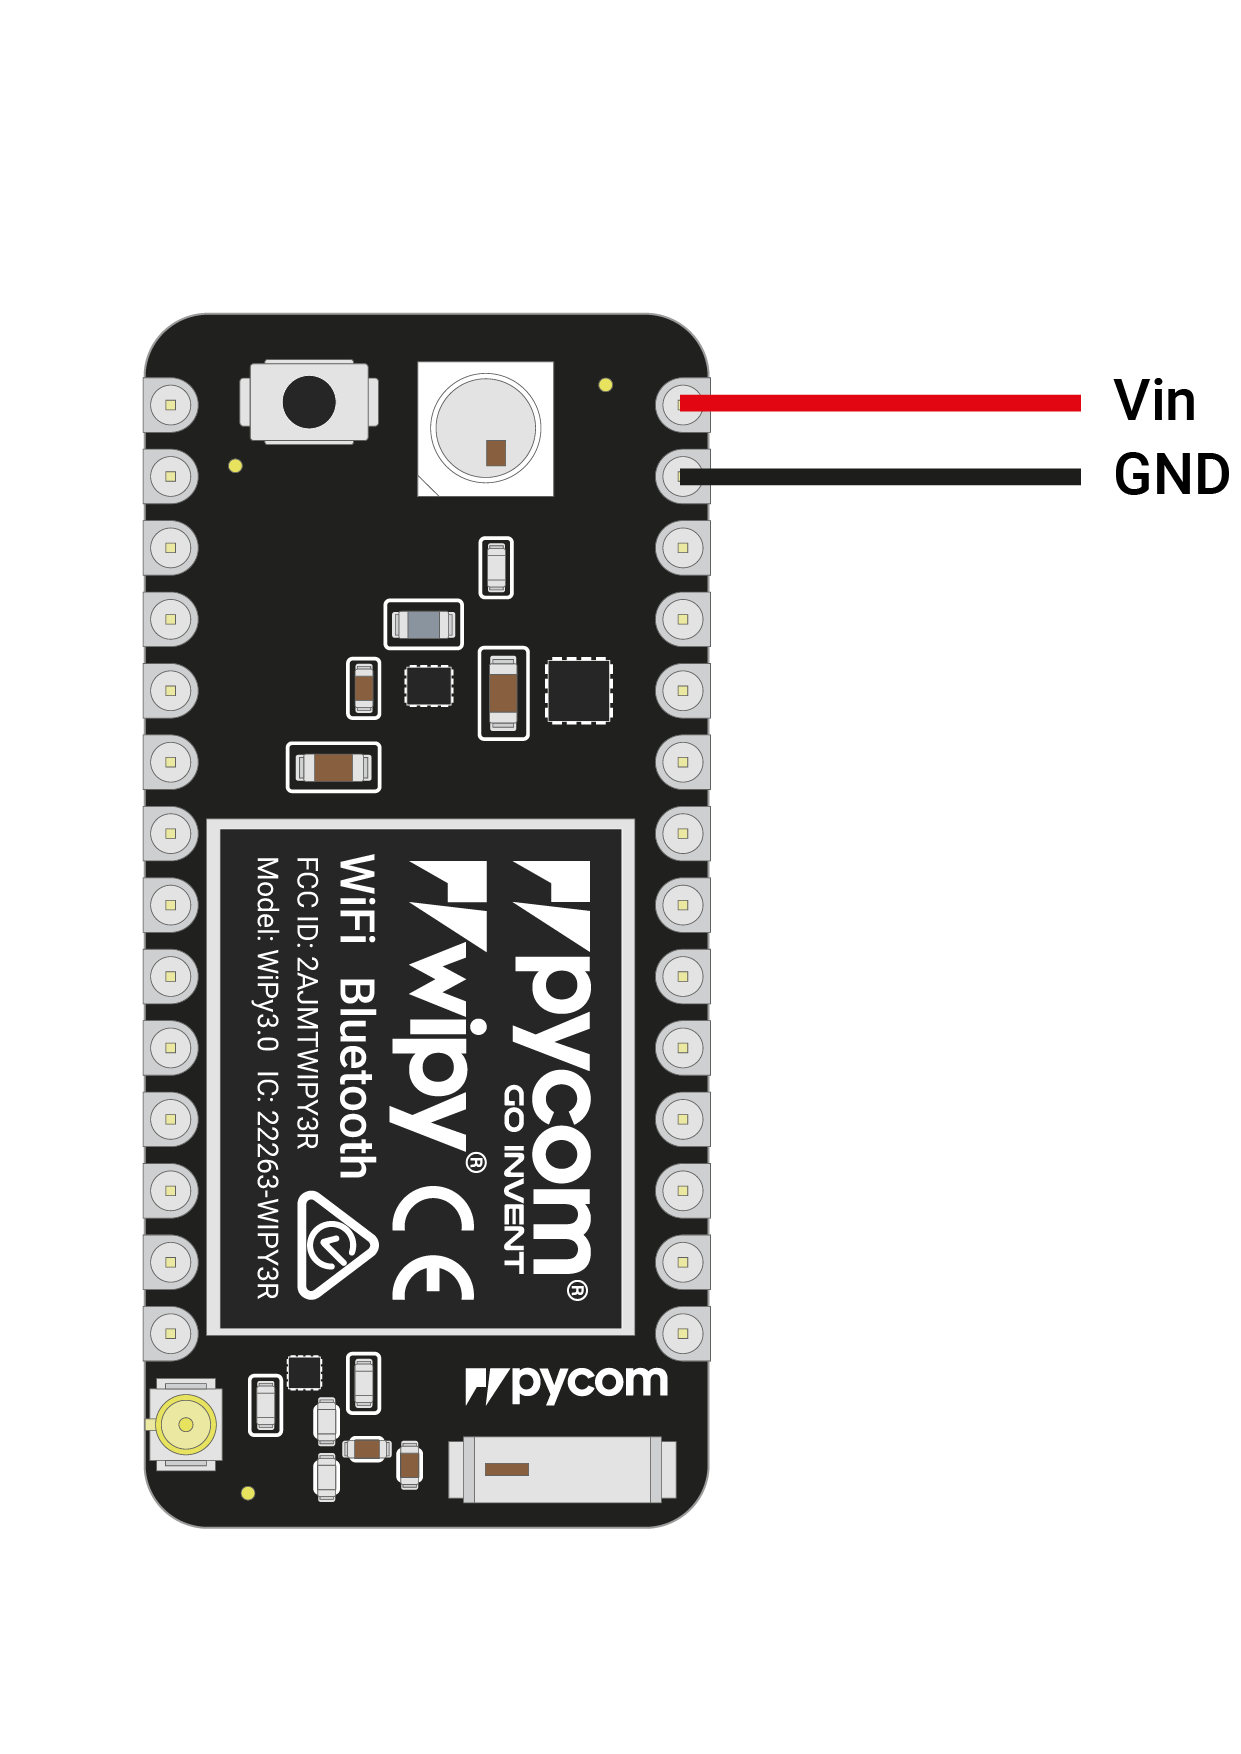 Vin
GND
pycom®
GO INVENT
wipy®
CE
WiFi Bluetooth
FCC ID: 2AJMTWIPY3R
Model: WiPy3.0 IC: 22263-WIPY3R
pycom